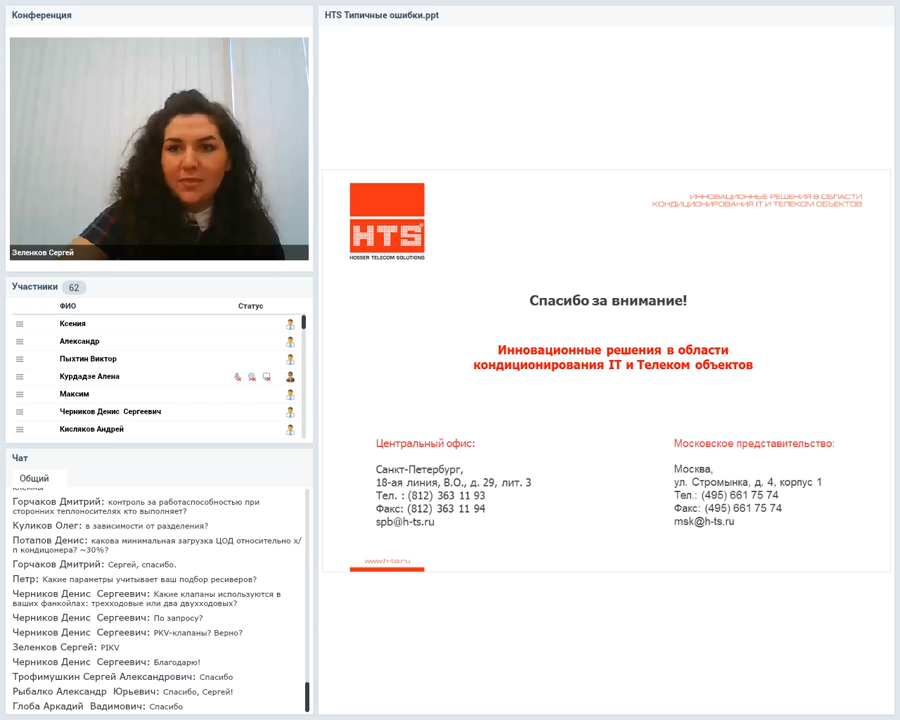 Конференция
Зеленков Сергей
Участники 62
ФИО Статус
Ксения
Александр
Пыхтин Виктор
Курдадзе Алена
Максим
Черников Денис Сергеевич
Кисляков Андрей
Чат
Общий
Горчаков Дмитрий: контроль за работаспособностью при
сторонних теплоносителях кто выполняет?
Куликов Олег: в зависимости от разделения?
Потапов Денис: какова минимальная загрузка ЦОД относительно х/
п кондицонера? ~30%?
Горчаков Дмитрий: Сергей, спасибо.
Петр: Какие параметры учитывает ваш подбор ресиверов?
Черников Денис Сергеевич: Какие клапаны используются в
ваших фанкойлах: трехходовые или два двухходовых?
Черников Денис Сергеевич: По запросу?
Черников Денис Сергеевич: PKV-клапаны? Верно?
Зеленков Сергей: PIKV
Черников Денис Сергеевич: Благодарю!
Трофимушкин Сергей Александрович: Спасибо
Рыбалко Александр Юрьевич: Спасибо, Сергей!
Глоба Аркадий Вадимович: Спасибо
HTS Типичные ошибки.ppt
HTS®
HOSSER TELECOM SOLUTIONS
ИННОВАЦИОННЫЕ РЕШЕНИЯ В ОБЛАСТИ
КОНДИЦИОНИРОВАНИЯ IT И ТЕЛЕКОМ ОБЪЕКТОВ
Спасибо за внимание!
Инновационные решения в области
кондиционирования IT и Телеком объектов
Центральный офис:
Санкт-Петербург,
18-ая линия, В.О., д. 29, лит. 3
Тел. : (812) 363 11 93
Факс: (812) 363 11 94
spb@h-ts.ru
Московское представительство:
Москва,
ул. Стромынка, д. 4, корпус 1
Тел.: (495) 661 75 74
Факс: (495) 661 75 74
msk@h-ts.ru
www.h-ts.ru